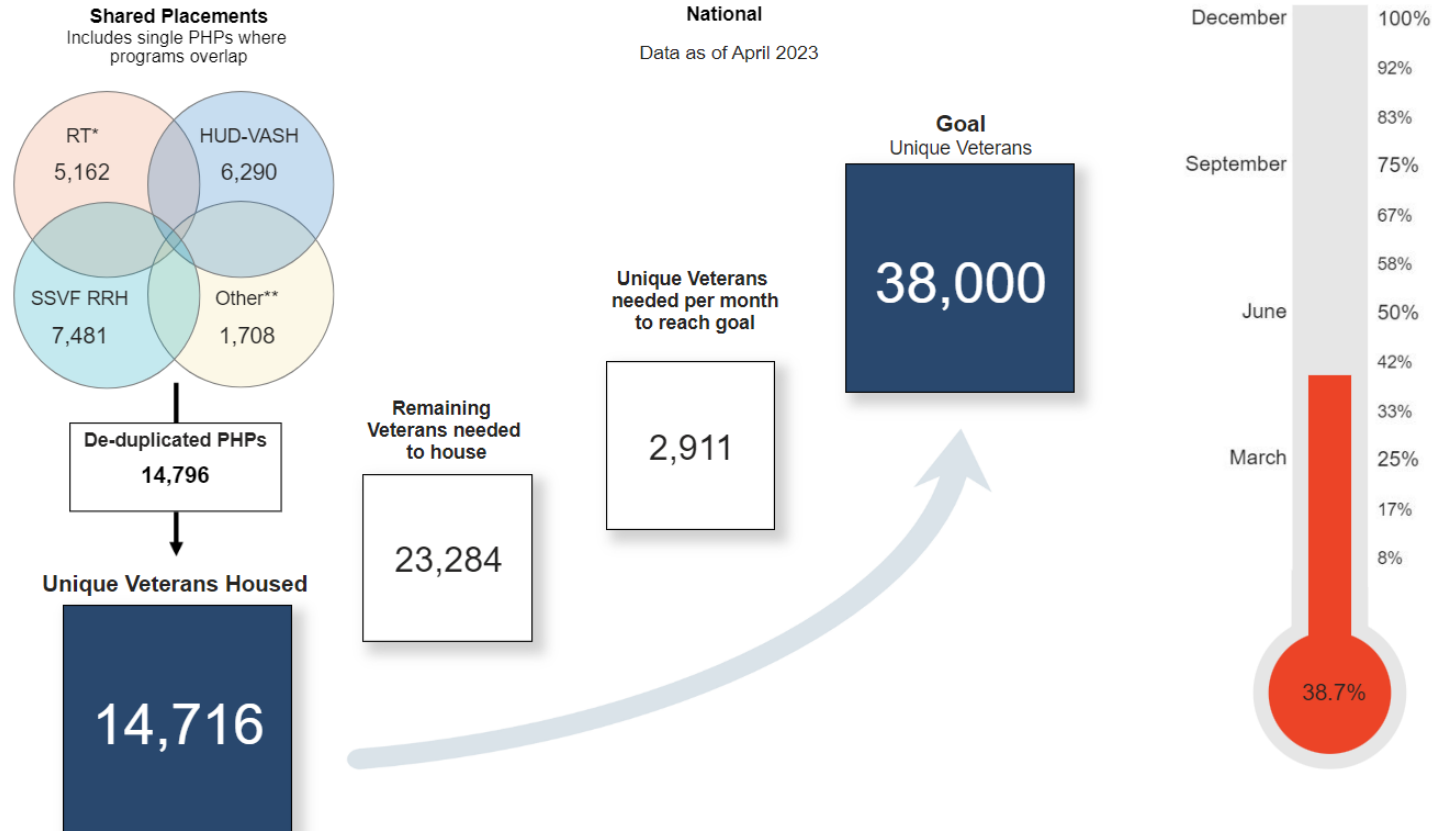 Shared Placements
Includes single PHPs where
programs overlap
RT*
5,162
HUD-VASH
6,290
SSVF RRH
7,481
Other**
1,708
De-duplicated PHPs
14,796
Unique Veterans Housed
14,716
Remaining
Veterans needed
to house
23,284
National
Data as of April 2023
Unique Veterans
needed per month
to reach goal
2,911
Goal
Unique Veterans
38,000
December 100%
92%
83%
September 75%
67%
58%
June 50%
42%
33%
March 25%
17%
8%
38.7%